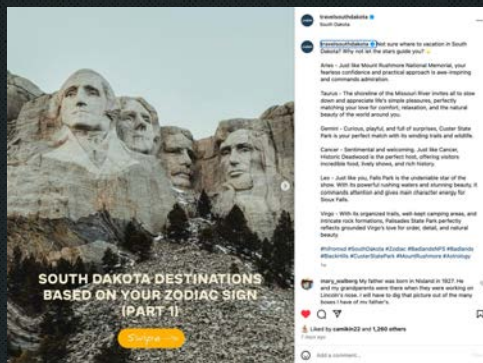 SOUTH DAKOTA DESTINATIONS
BASED ON YOUR ZODIAC SIGN
(PART 1)
Swipe
travelsouthdakota
South Dakota
travelsouthdakota Not sure where to vacation in South
Dakota? Why not let the stars guide you?
Aries - Just like Mount Rushmore National Memorial, your
fearless confidence and practical approach is awe-inspiring
and commands admiration.
Taurus - The shoreline of the Missouri River invites all to slow
down and appreciate life's simple pleasures, perfectly
matching your love for comfort, relaxation, and the natural
beauty of the world around you.
Gemini - Curious, playful, and full of surprises, Custer State
Park is your perfect match with its winding trails and wildlife.
Cancer - Sentimental and welcoming. Just like Cancer,
Historic Deadwood is the perfect host, offering visitors
incredible food, lively shows, and rich history.
Leo - Just like you, Falls Park is the undeniable star of the
show. With its powerful rushing waters and stunning beauty, it
commands attention and gives main character energy for
Sioux Falls.
Virgo - With its organized trails, well-kept camping areas, and
intricate rock formations, Palisades State Park perfectly
reflects grounded Virgo's love for order, detail, and natural
beauty.
#SouthDakota #Zodiac #BadlandsNPS #Badlands
#BlackHills #CusterStatePark #MountRushmore #Astrology
1w
mary_walberg My father was born in Nisland in 1927. He
and my grandparents were there when they were working on
Lincoln's nose. I will have to dig that picture out of the many
boxes I have of my father's.
Liked by camikin22 and 1,260 others
7 days ago
Add a comment...